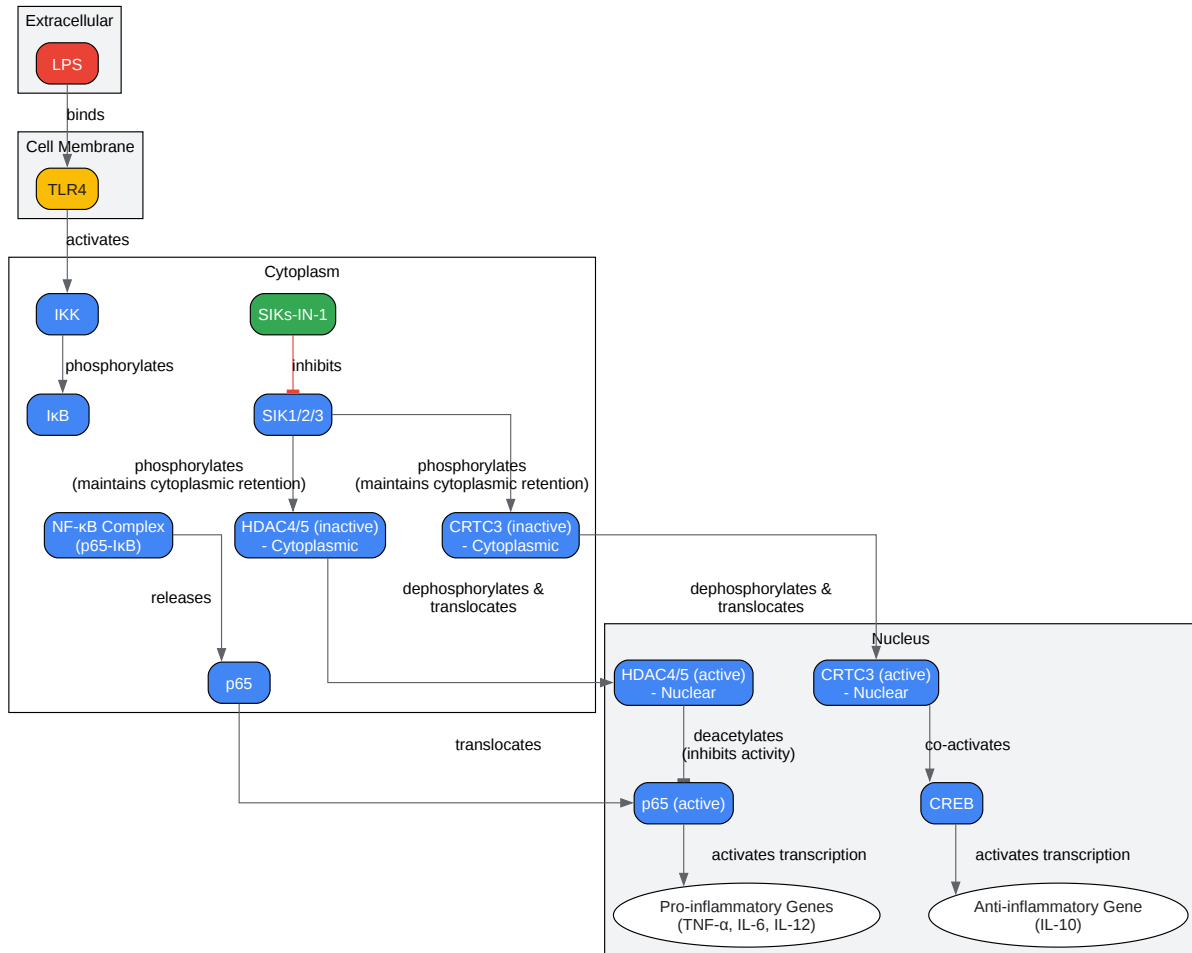 Extracellular
LPS
binds
Cell Membrane
TLR4
activates
Cytoplasm
IKK
SIKs-IN-1
phosphorylates
inhibits
IκB
SIK1/2/3
phosphorylates
(maintains cytoplasmic retention)
phosphorylates
(maintains cytoplasmic retention)
NF-κB Complex
(p65-IκB)
HDAC4/5 (inactive)
- Cytoplasmic
CRTC3 (inactive)
- Cytoplasmic
releases
dephosphorylates &
translocates
dephosphorylates &
translocates
Nucleus
p65
HDAC4/5 (active)
- Nuclear
CRTC3 (active)
- Nuclear
translocates
deacetylates
(inhibits activity)
co-activates
p65 (active)
CREB
activates transcription
activates transcription
Pro-inflammatory Genes
(TNF-α, IL-6, IL-12)
Anti-inflammatory Gene
(IL-10)